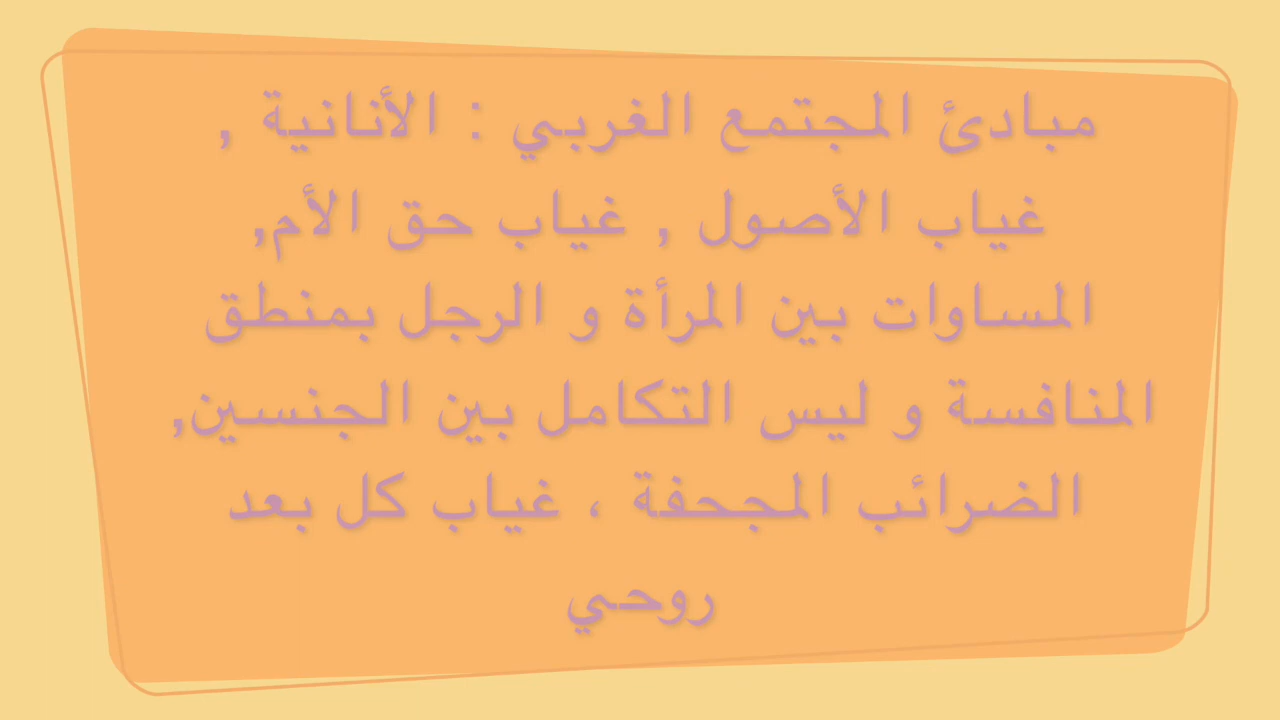 مبادئ المجتمع الغربي : الأنانية ,
غياب الأصول , غياب حق الأم,
المساوات بين المرأة و الرجل بمنطق
المنافسة و ليس التكامل بين الجنسين,
الضرائب المجحفة ، غياب كل بعد
روحي